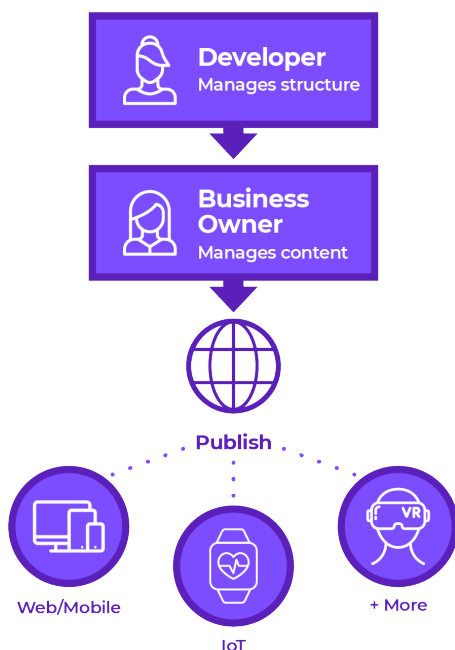 Developer
Manages structure
Business
Owner
Manages content
Publish
VR
Web/Mobile
+ More
IoT